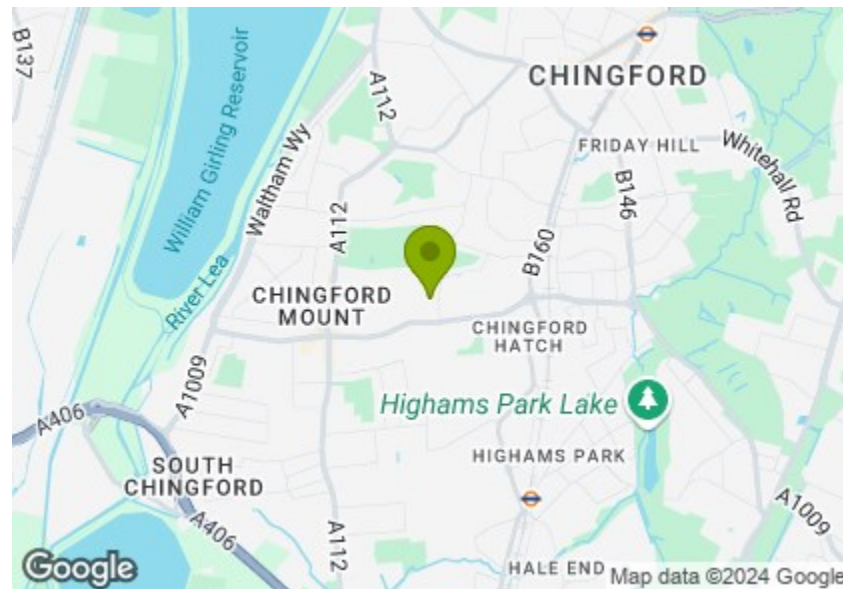 B137
William Girling Reservoir
A112
CHINGFORD
FRIDAY HILL
Whitehall Rd
Waltham Wy
B146
A112
River Lea
B160
CHINGFORD
MOUNT
CHINGFORD
HATCH
A1009
Highams Park Lake
A406
SOUTH
CHINGFORD
HIGHAMS PARK
A1009
A406
A112
HALE END
Google
Map data ©2024 Google